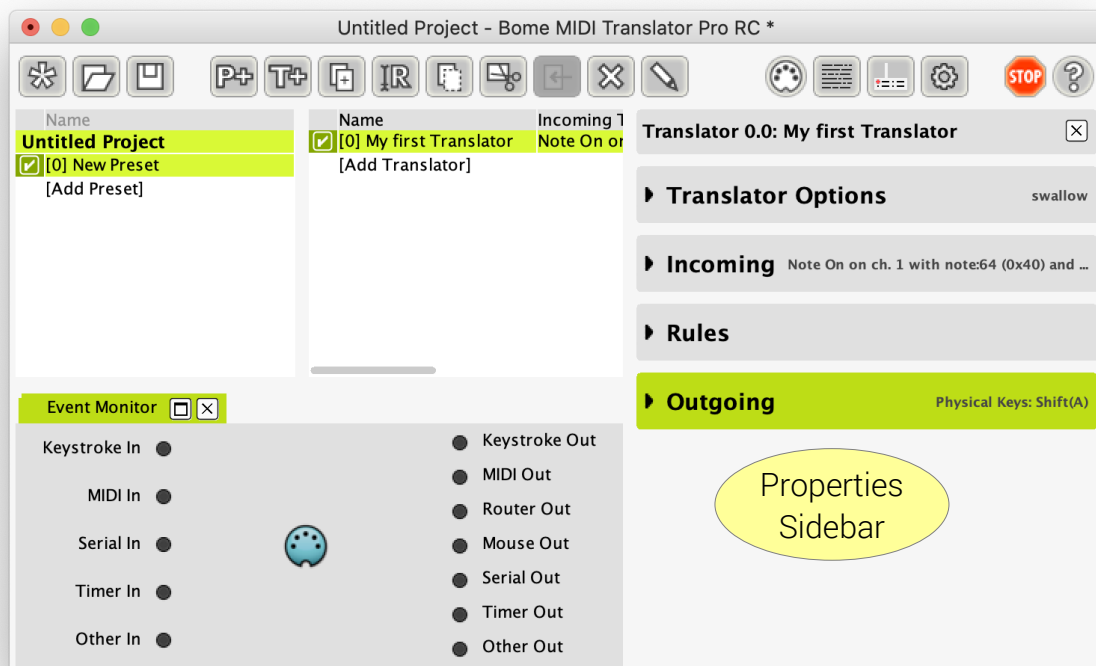 Untitled Project - Bome MIDI Translator Pro RC *
P+ T+ R STOP ?
Name
Untitled Project
[0] New Preset
[Add Preset]
Name Incoming T
[0] My first Translator Note On or
[Add Translator]
Translator 0.0: My first Translator
Translator Options swallow
Incoming Note On on ch. 1 with note:64 (0x40) and ...
Rules
Outgoing Physical Keys: Shift(A)
Properties
Sidebar
Event Monitor
Keystroke In
MIDI In
Serial In
Timer In
Other In
Keystroke Out
MIDI Out
Router Out
Mouse Out
Serial Out
Timer Out
Other Out